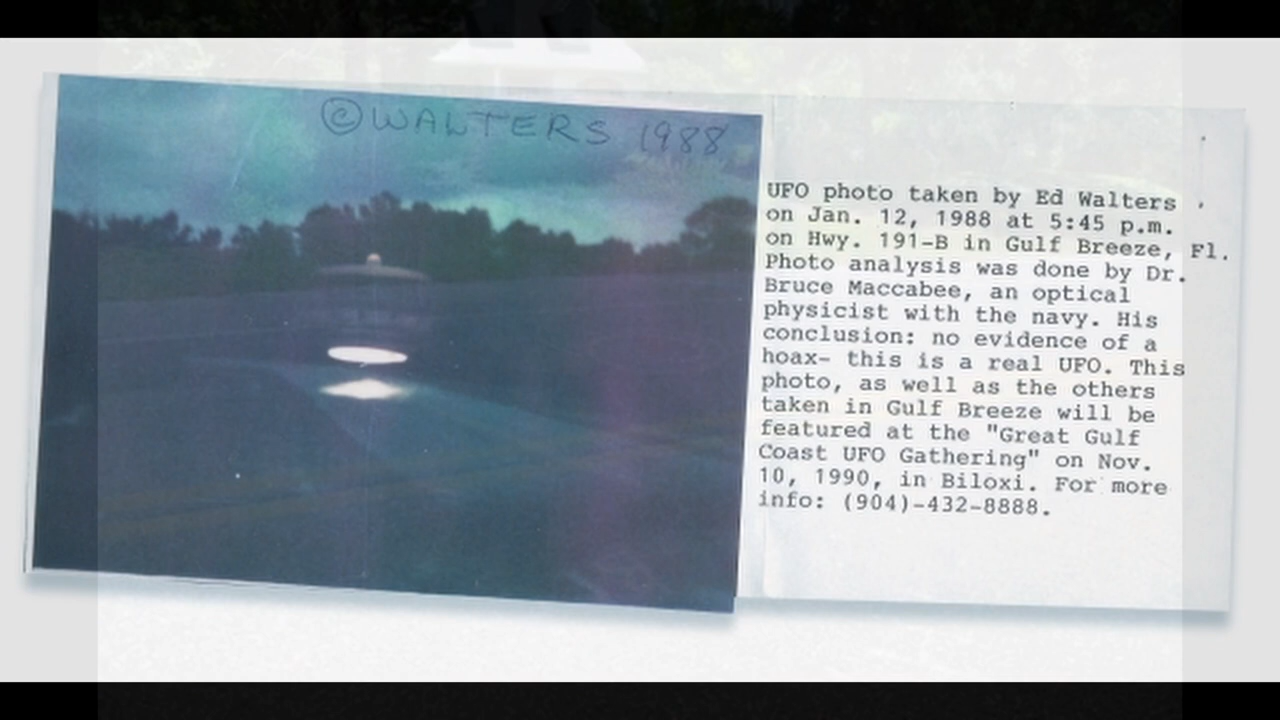 ©WALTERS 1988
UFO photo taken by Ed Walters
on Jan. 12, 1988 at 5:45 p.m.
on Hwy. 191-B in Gulf Breeze, Fl.
Photo analysis was done by Dr.
Bruce Maccabee, an optical
physicist with the navy. His
conclusion: no evidence of a
hoax- this is a real UFO. This
photo, as well as the others
taken in Gulf Breeze will be
featured at the "Great Gulf
Coast UFO Gathering" on Nov.
10, 1990, in Biloxi. For more
info: (904)-432-8888.